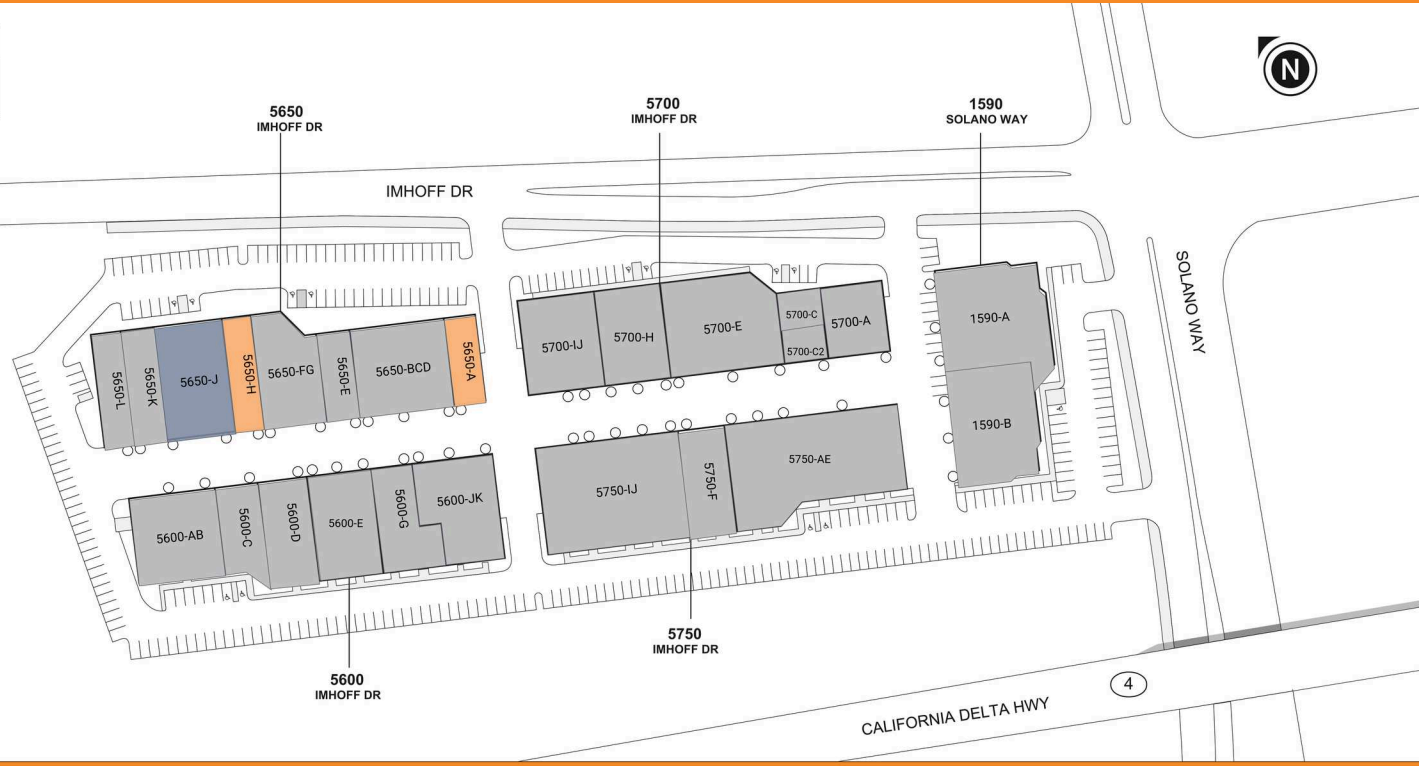 N
5650
IMHOFF DR
5700
IMHOFF DR
1590
SOLANO WAY
IMHOFF DR
SOLANO WAY
5650-L
5650-K
5650-J
5650-H
5650-FG
5650-E
5650-BCD
5650-A
5700-IJ
5700-H
5700-E
5700-C
5700-C2
5700-A
1590-A
1590-B
5600-AB
5600-C
5600-D
5600-E
5600-G
5600-JK
5750-IJ
5750-F
5750-AE
5600
IMHOFF DR
5750
IMHOFF DR
4
CALIFORNIA DELTA HWY